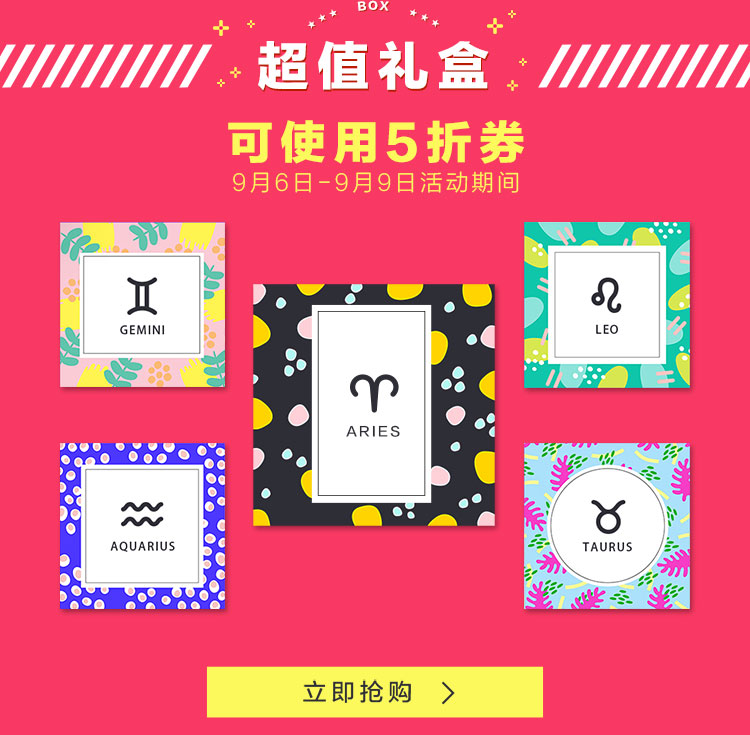 BOX
超值礼盒
可使用5折券
9月6日-9月9日活动期间
GEMINI
LEO
ARIES
AQUARIUS
TAURUS
立即抢购